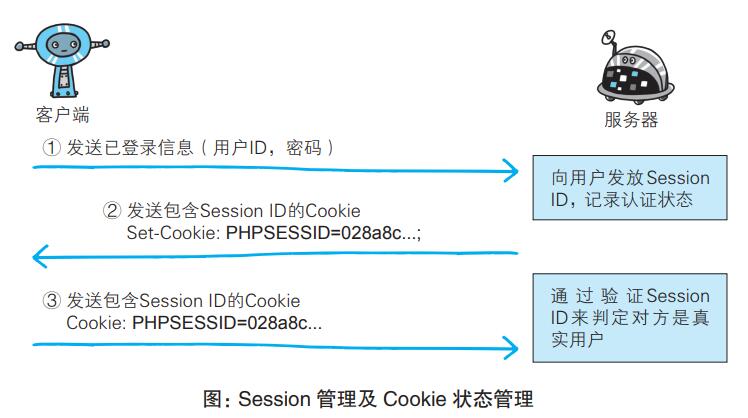 客户端
服务器
① 发送已登录信息（用户ID，密码）
向用户发放Session
ID，记录认证状态
② 发送包含Session ID的Cookie
Set-Cookie: PHPSESSID=028a8c...;
③ 发送包含Session ID的Cookie
Cookie: PHPSESSID=028a8c...
通过验证Session
ID来判定对方是真
实用户
图：Session 管理及 Cookie 状态管理